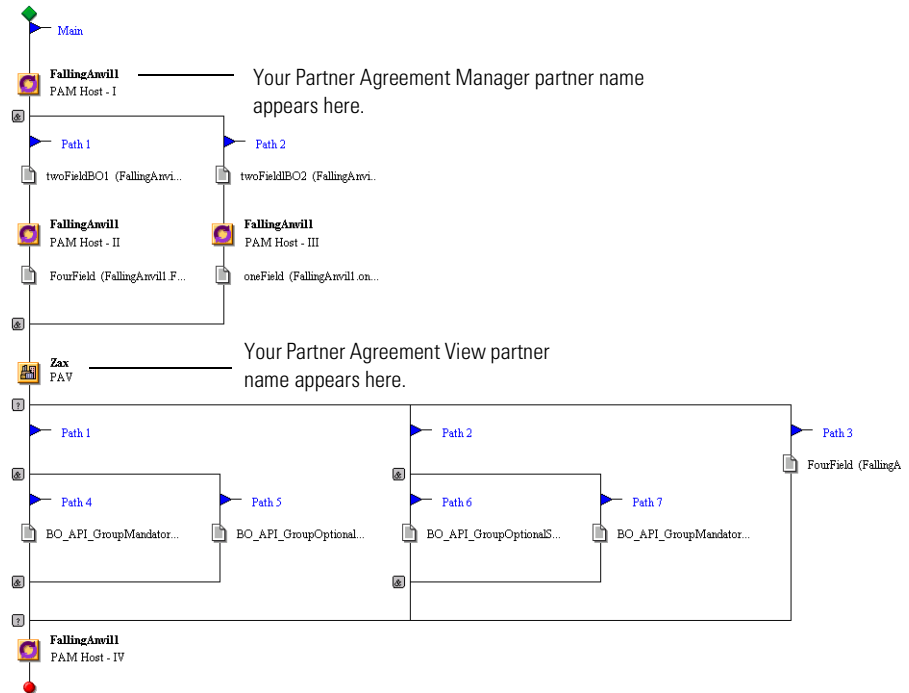 Main
FallingAnvil1
PAM Host - I
Your Partner Agreement Manager partner name
appears here.
&
Path 1
Path 2
twoFieldBO1 (FallingAnvi...
twoFieldlBO2 (FallingAnvi..
FallingAnvil1
PAM Host - II
FallingAnvil1
PAM Host - III
FourField (FallingAnvil1.F...
oneField (FallingAnvil1.on...
&
Zax
PAV
Your Partner Agreement View partner
name appears here.
?
Path 1
Path 2
Path 3
FourField (FallingA
&
&
Path 4
Path 5
Path 6
Path 7
BO_API_GroupMandator...
BO_API_GroupOptional...
BO_API_GroupOptionalS...
BO_API_GroupMandator...
&
&
?
FallingAnvil1
PAM Host - IV